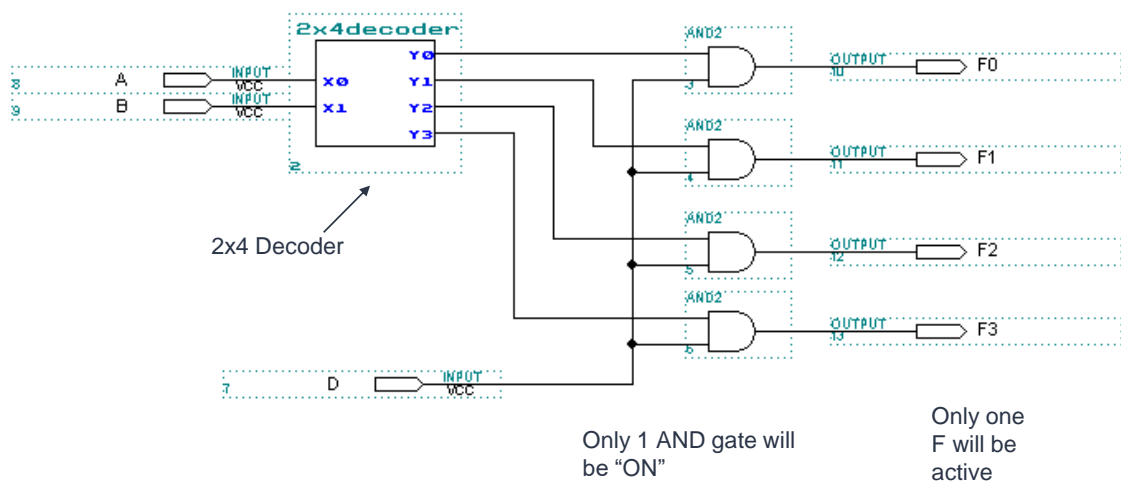 2x4decoder
AND2
Y0
F0
INPUT
OUTPUT
A
X0
Y1
VCC
8
3
10
INPUT
B
X1
Y2
VCC
9
AND2
Y3
OUTPUT
F1
2
4
11
2x4 Decoder
AND2
OUTPUT
F2
5
12
AND2
OUTPUT
F3
6
13
INPUT
D
VCC
7
Only 1 AND gate will
be “ON”
Only one
F will be
active